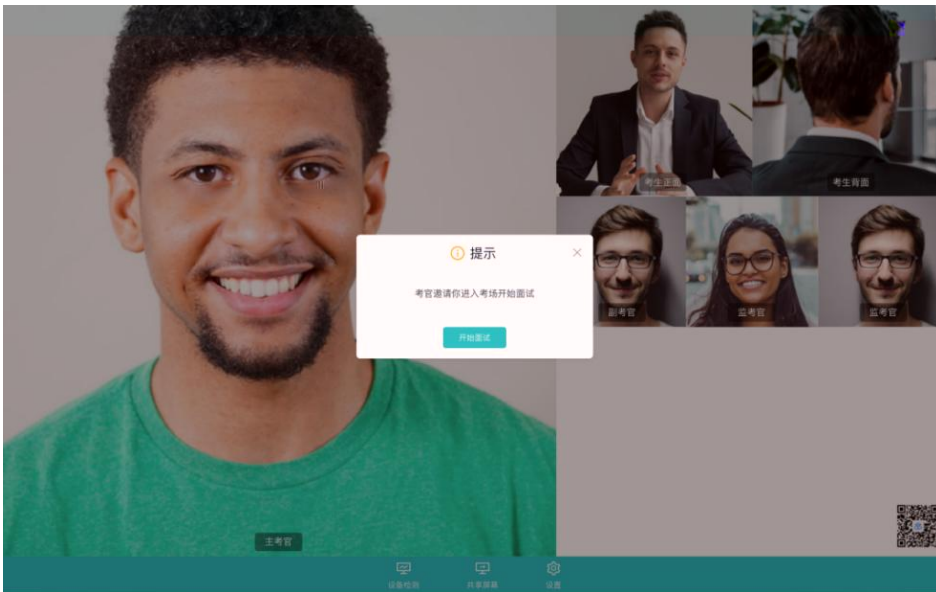 考生正面
考生背面
提示
考官邀请你进入考场开始面试
开始面试
副考官
监考官
监考官
主考官
设备检测
共享屏幕
设置